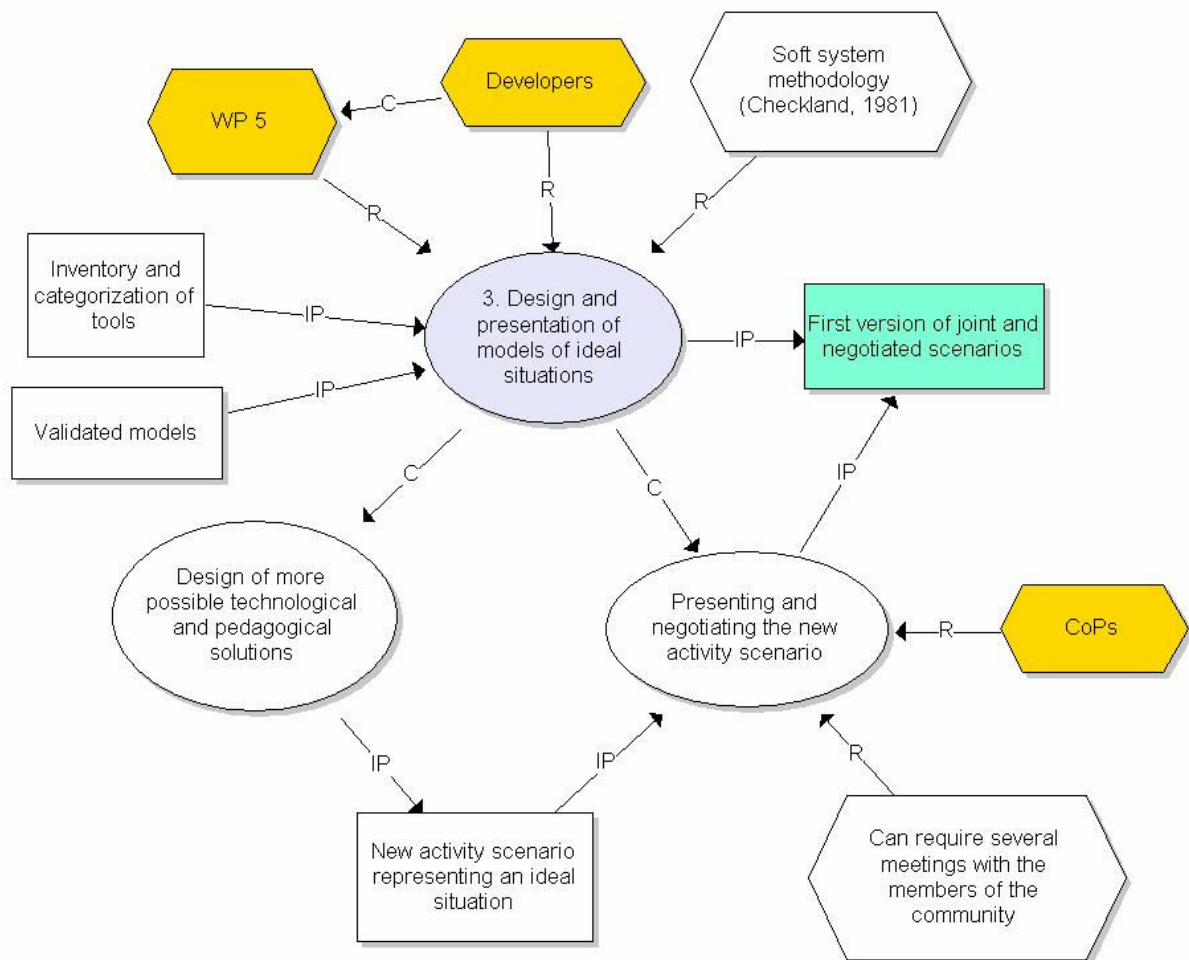 Developers
Soft system
methodology
(Checkland, 1981)
WP 5
C
R
R
R
Inventory and
categorization of
tools
IP
3. Design and
presentation of
models of ideal
situations
IP
First version of joint and
negotiated scenarios
Validated models
IP
C
C
IP
Design of more
possible technological
and pedagogical
solutions
Presenting and
negotiating the new
activity scenario
R
CoPs
IP
IP
R
New activity scenario
representing an ideal
situation
Can require several
meetings with the
members of the
community